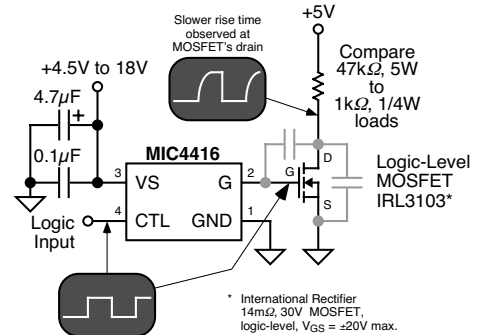 Slower rise time
observed at
MOSFET's drain
+5V
+4.5V to 18V
Compare
47kΩ, 5W
to
1kΩ, 1/4W
loads
4.7µF
+
0.1µF
MIC4416
3
VS
G
2
4
CTL
GND
1
Logic
Input
G
D
S
Logic-Level
MOSFET
IRL3103*
* International Rectifier
14mΩ, 30V MOSFET,
logic-level, VGS = ±20V max.